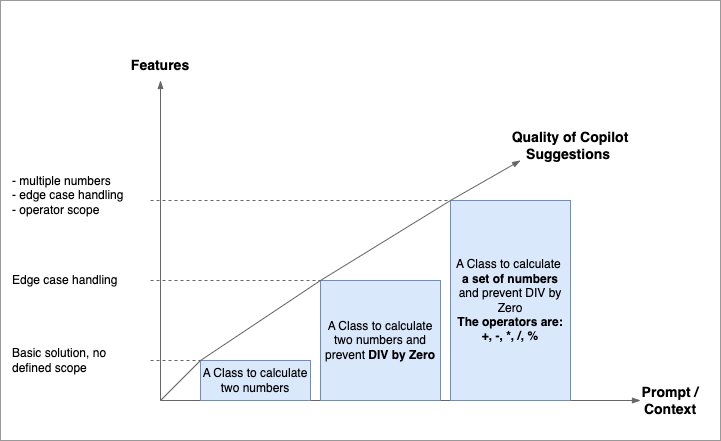 Features
Quality of Copilot
Suggestions
- multiple numbers
- edge case handling
- operator scope
A Class to calculate
a set of numbers
and prevent DIV by
Zero
The operators are:
+, -, *, /, %
Edge case handling
A Class to calculate
two numbers and
prevent DIV by Zero
Basic solution, no
defined scope
A Class to calculate
two numbers
Prompt /
Context